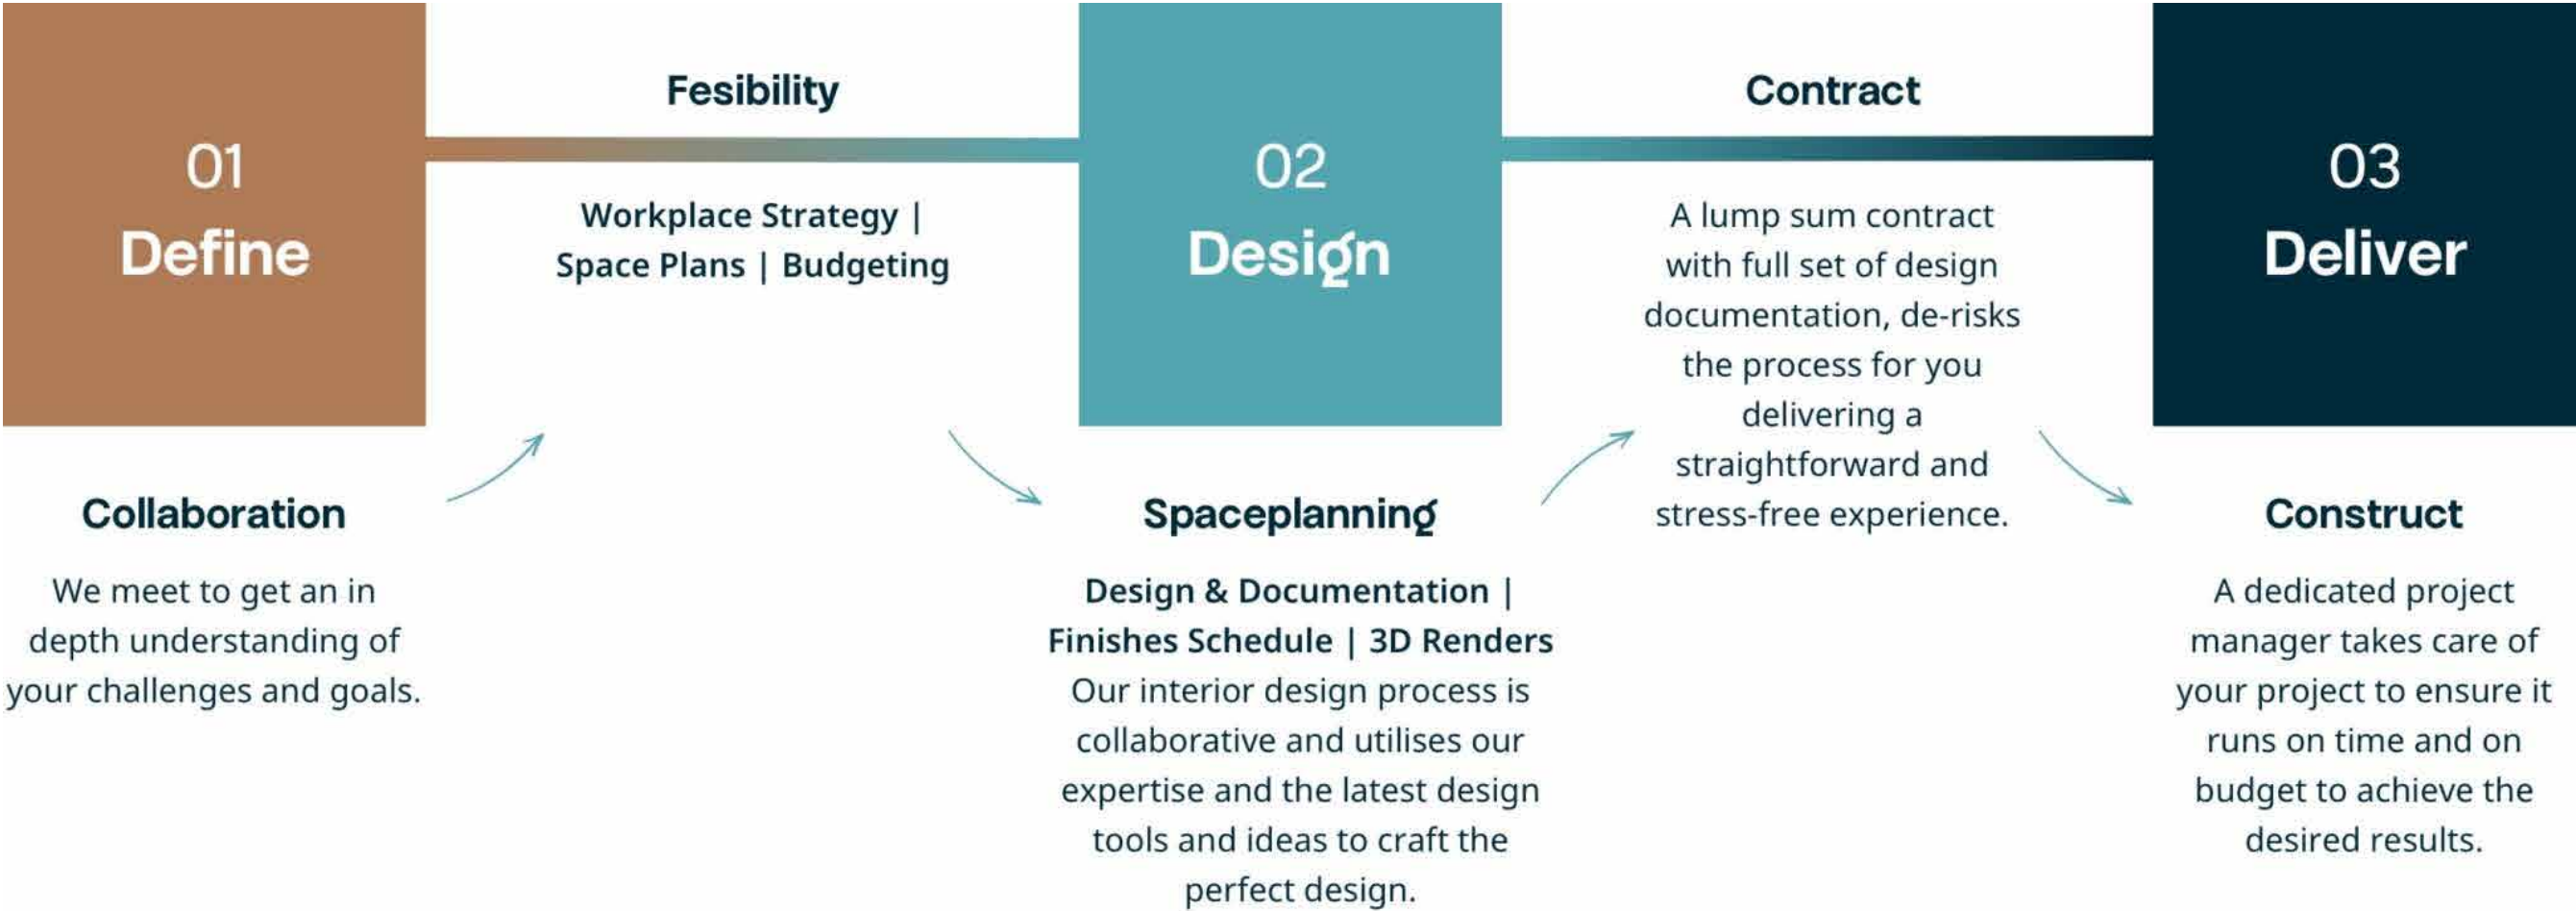 01
Define
Collaboration
We meet to get an in
depth understanding of
your challenges and goals.
Fesibility
Workplace Strategy |
Space Plans | Budgeting
02
Design
Spaceplanning
Design & Documentation |
Finishes Schedule | 3D Renders
Our interior design process is
collaborative and utilises our
expertise and the latest design
tools and ideas to craft the
perfect design.
Contract
A lump sum contract
with full set of design
documentation, de-risks
the process for you
delivering a
straightforward and
stress-free experience.
03
Deliver
Construct
A dedicated project
manager takes care of
your project to ensure it
runs on time and on
budget to achieve the
desired results.